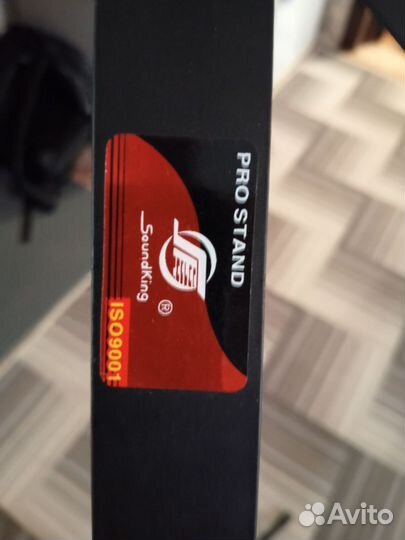 PRO STAND
SoundKing
®
ISO9001
Avito